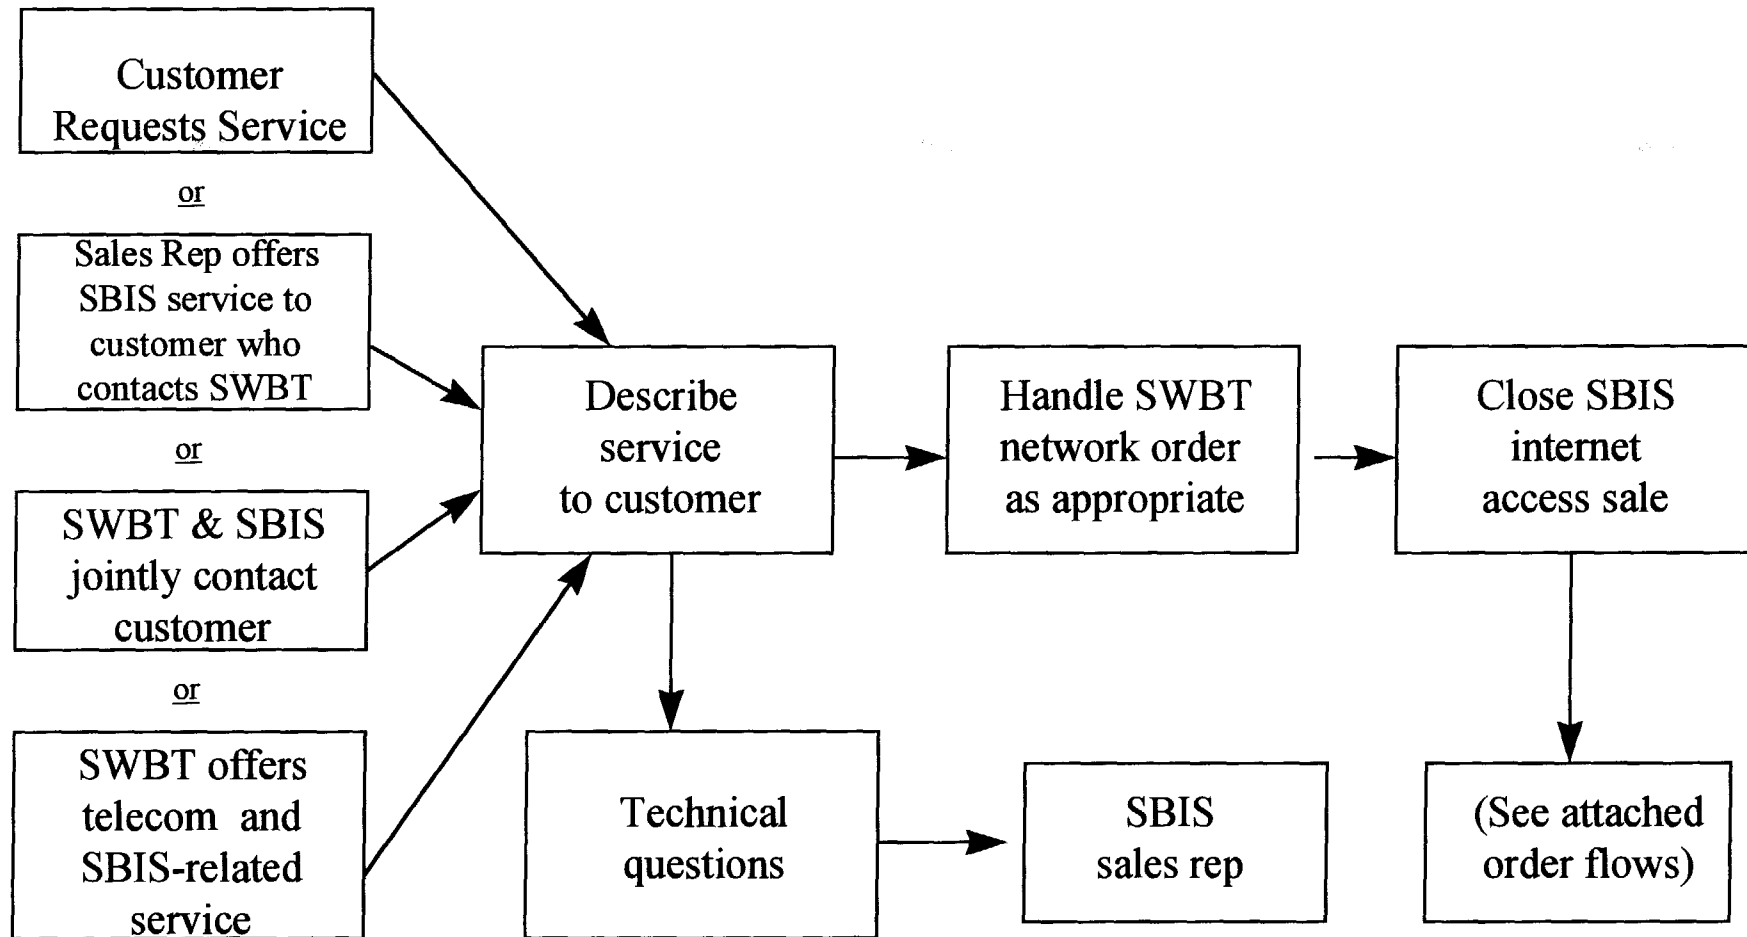 Customer
Requests Service
or
Sales Rep offers
SBIS service to
customer who
contacts SWBT
or
SWBT & SBIS
jointly contact
customer
or
SWBT offers
telecom and
SBIS-related
service
Describe
service
to customer
Handle SWBT
network order
as appropriate
Close SBIS
internet
access sale
Technical
questions
SBIS
sales rep
(See attached
order flows)